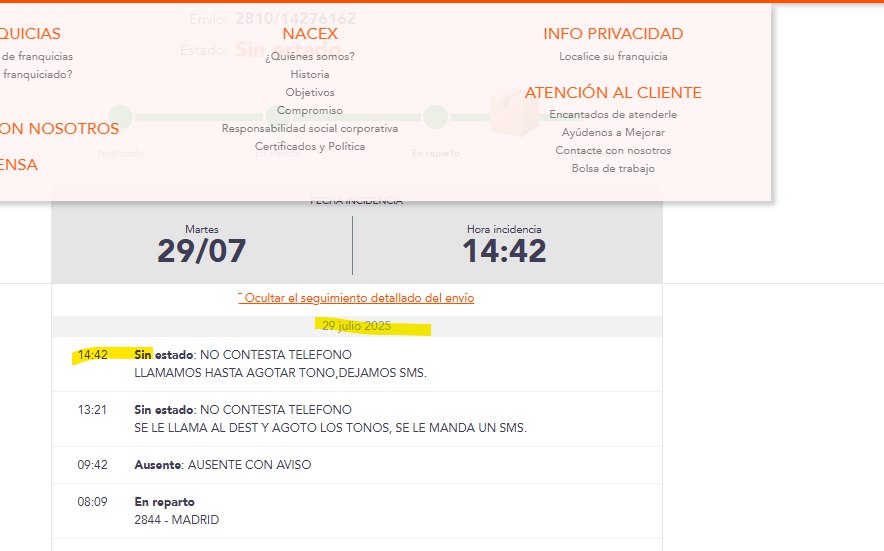 Envío: 2810/14276162
Estado: Sin estado
QUICIAS
de franquicias
franquiciado?
ON NOSOTROS
ENSA
NACEX
¿Quiénes somos?
Historia
Objetivos
Compromiso
Responsabilidad social corporativa
Certificados y Política
INFO PRIVACIDAD
Localice su franquicia
ATENCIÓN AL CLIENTE
Encantados de atenderle
Ayúdenos a Mejorar
Contacte con nosotros
Bolsa de trabajo
Notificado
En reparto
FECHA INCIDENCIA
Martes
29/07
Hora incidencia
14:42
Ocultar el seguimiento detallado del envío
29 julio 2025
14:42 Sin estado: NO CONTESTA TELEFONO
LLAMAMOS HASTA AGOTAR TONO,DEJAMOS SMS.
13:21 Sin estado: NO CONTESTA TELEFONO
SE LE LLAMA AL DEST Y AGOTO LOS TONOS, SE LE MANDA UN SMS.
09:42 Ausente: AUSENTE CON AVISO
08:09 En reparto
2844 - MADRID